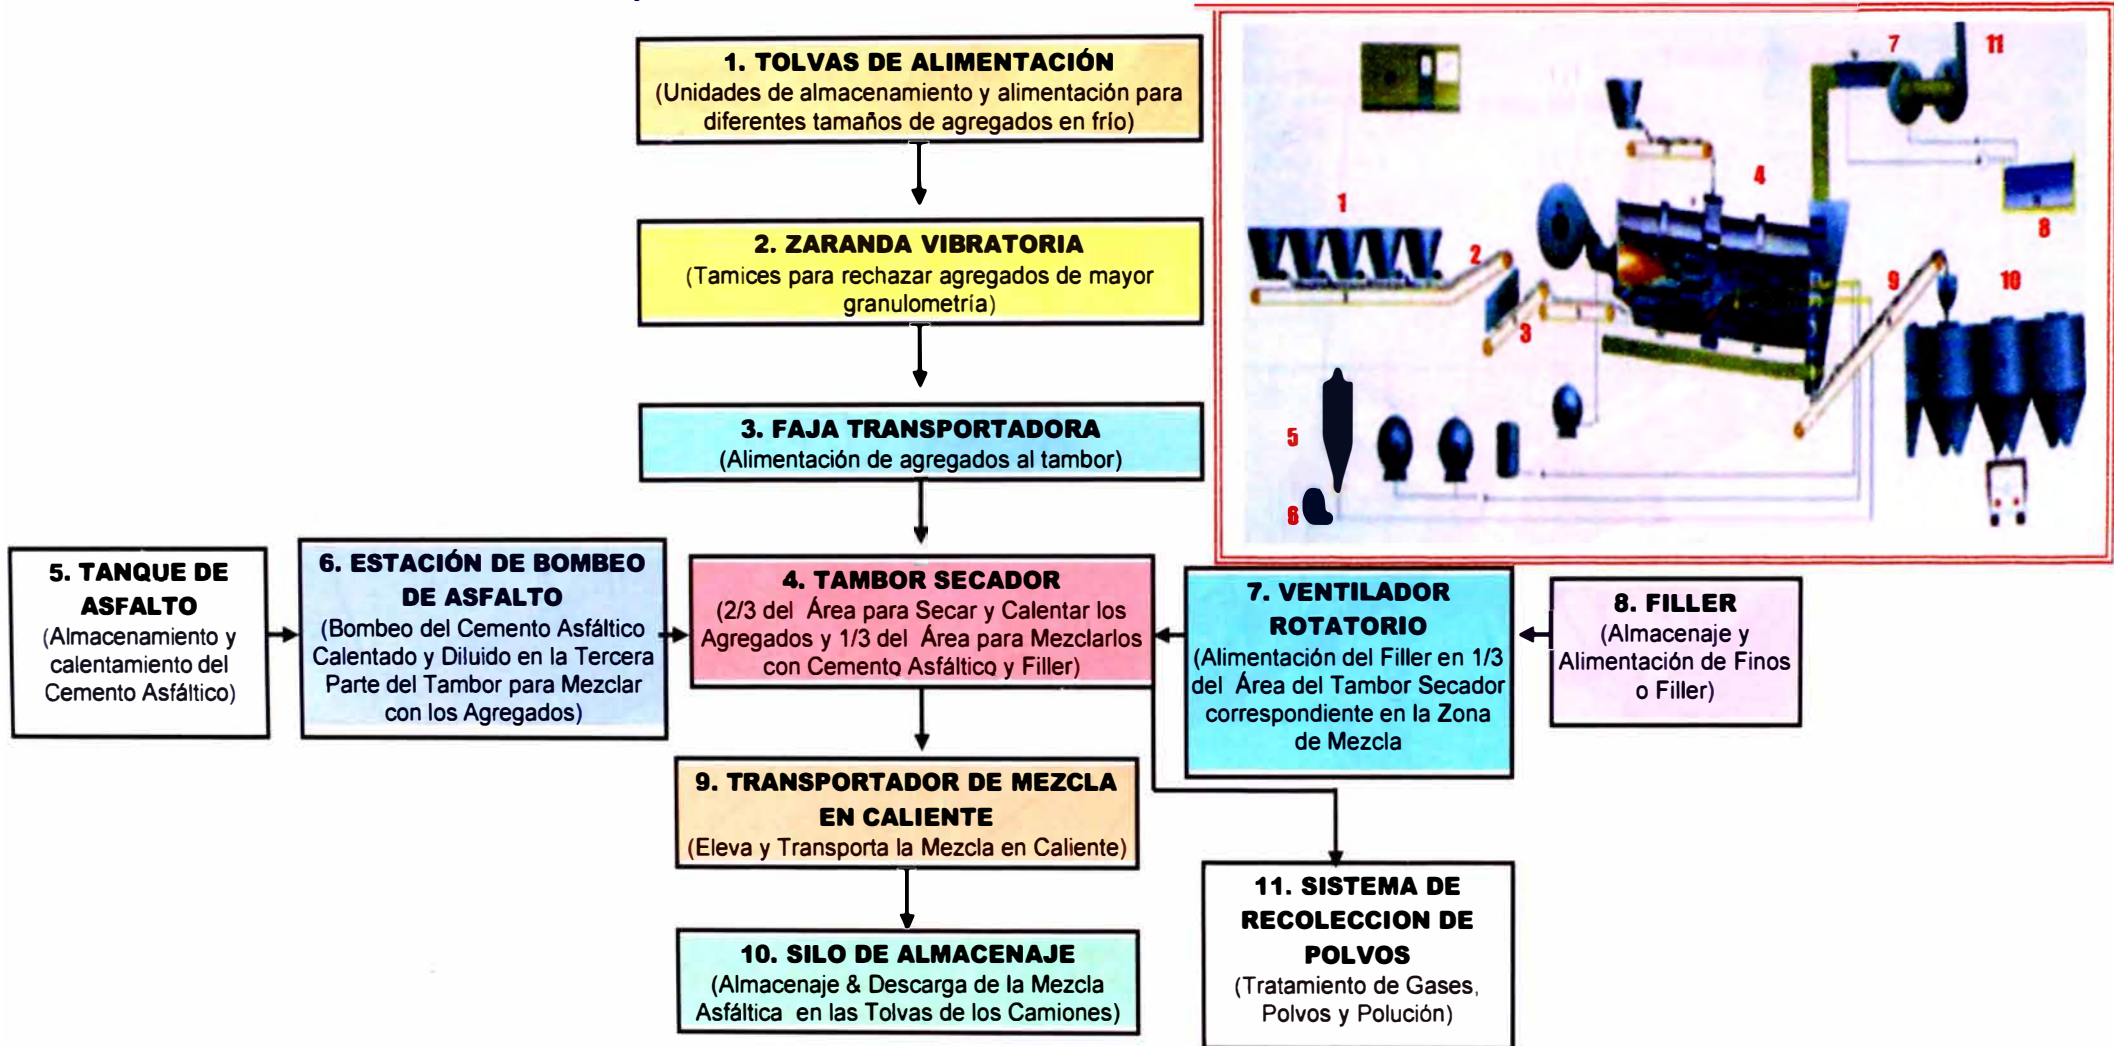 1. TOLVAS DE ALIMENTACIÓN
(Unidades de almacenamiento y alimentación para
diferentes tamaños de agregados en frío)
2. ZARANDA VIBRATORIA
(Tamices para rechazar agregados de mayor
granulometría)
3. FAJA TRANSPORTADORA
(Alimentación de agregados al tambor)
5. TANQUE DE
ASFALTO
(Almacenamiento y
calentamiento del
Cemento Asfáltico)
6. ESTACIÓN DE BOMBEO
DE ASFALTO
(Bombeo del Cemento Asfáltico
Calentado y Diluido en la Tercera
Parte del Tambor para Mezclar
con los Agregados)
4. TAMBOR SECADOR
(2/3 del Área para Secar y Calentar los
Agregados y 1/3 del Área para Mezclarlos
con Cemento Asfáltico y Filler)
7. VENTILADOR
ROTATORIO
(Alimentación del Filler en 1/3
del Área del Tambor Secador
correspondiente en la Zona
de Mezcla
8. FILLER
(Almacenaje y
Alimentación de Finos
o Filler)
9. TRANSPORTADOR DE MEZCLA
EN CALIENTE
(Eleva y Transporta la Mezcla en Caliente)
10. SILO DE ALMACENAJE
(Almacenaje & Descarga de la Mezcla
Asfáltica en las Tolvas de los Camiones)
11. SISTEMA DE
RECOLECCION DE
POLVOS
(Tratamiento de Gases,
Polvos y Polución)
7
11
4
1
8
2
9
10
3
5
6